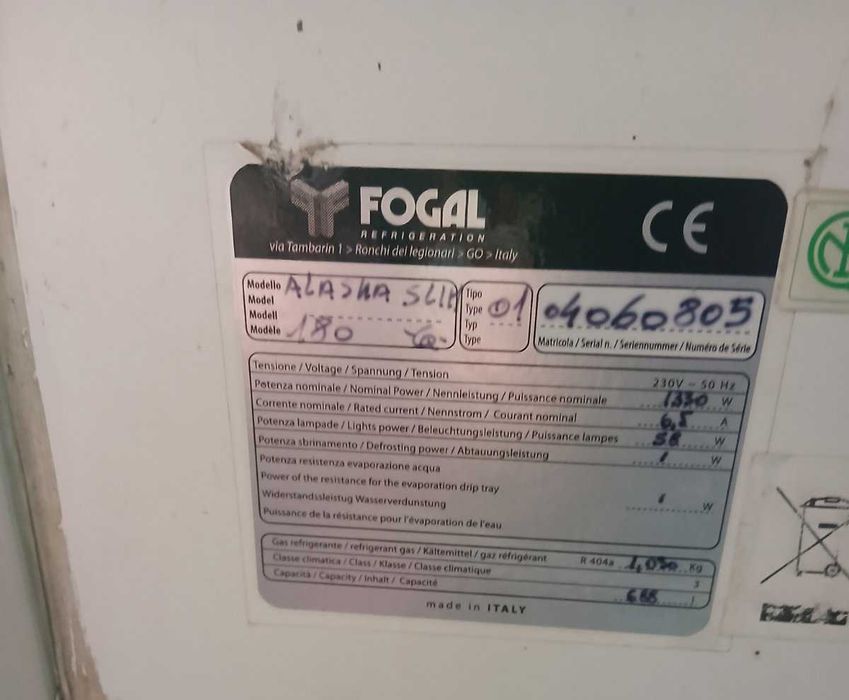 FOGAL
REFRIGERATION
via Tambarin 1 > Ronchi dei legionari > GO > Italy
CE
Modello ALASKA SLIM
Model
Modell
Modèle 180
Tipo
Type 01
Typ
Type
04060805
Matricola / Serial n. / Seriennummer / Numéro de Série
Tensione / Voltage / Spannung / Tension 230V ~ 50 Hz
Potenza nominale / Nominal Power / Nennleistung / Puissance nominale 1330 W
Corrente nominale / Rated current / Nennstrom / Courant nominal 6,5 A
Potenza lampade / Lights power / Beleuchtungsleistung / Puissance lampes 58 W
Potenza sbrinamento / Defrosting power / Abtauungsleistung / W
Potenza resistenza evaporazione acqua
Power of the resistance for the evaporation drip tray
Widerstandssleistug Wasserverdunstung / W
Puissance de la résistance pour l'évaporation de l'eau
Gas refrigerante / refrigerant gas / Kältemittel / gaz réfrigérant R 404a Kg
Classe climatica / Class / Klasse / Classe climatique 3
Capacità / Capacity / Inhalt / Capacité l
made in ITALY